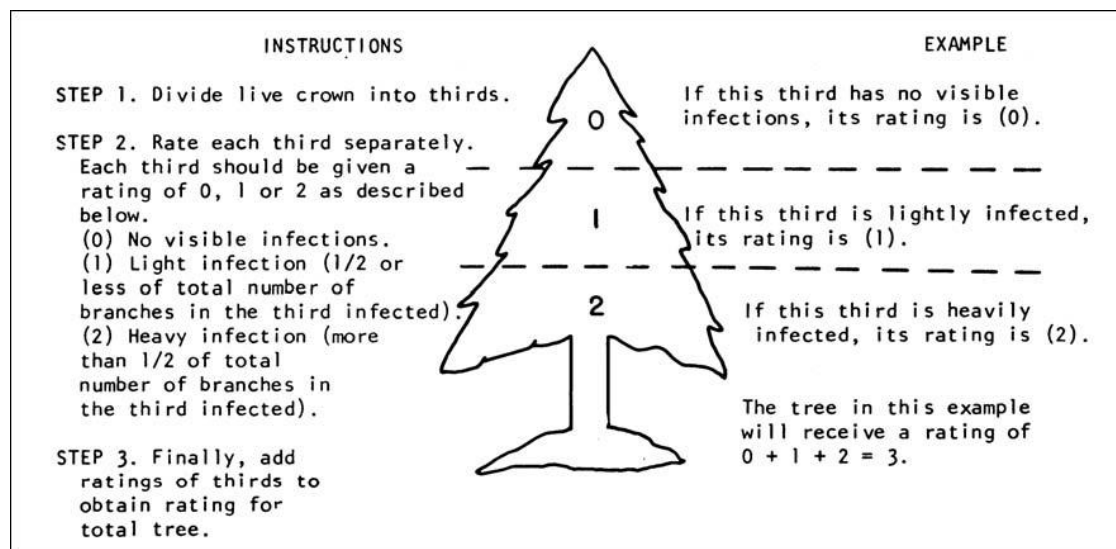 INSTRUCTIONS
STEP 1. Divide live crown into thirds.
STEP 2. Rate each third separately.
Each third should be given a
rating of 0, 1 or 2 as described
below.
(0) No visible infections.
(1) Light infection (1/2 or
less of total number of
branches in the third infected).
(2) Heavy infection (more
than 1/2 of total
number of branches in
the third infected).
STEP 3. Finally, add
ratings of thirds to
obtain rating for
total tree.
0
1
2
EXAMPLE
If this third has no visible
infections, its rating is (0).
If this third is lightly infected,
its rating is (1).
If this third is heavily
infected, its rating is (2).
The tree in this example
will receive a rating of
0 + 1 + 2 = 3.